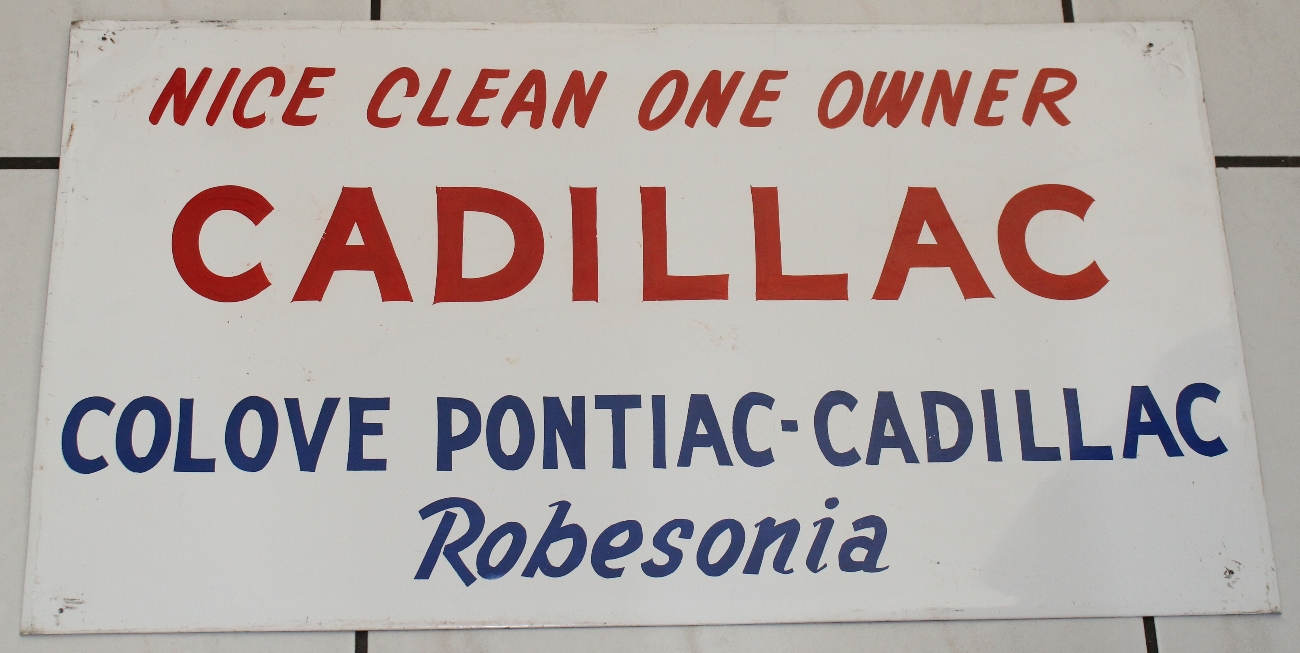 NICE CLEAN ONE OWNER
CADILLAC
COLOVE PONTIAC-CADILLAC
Robesonia